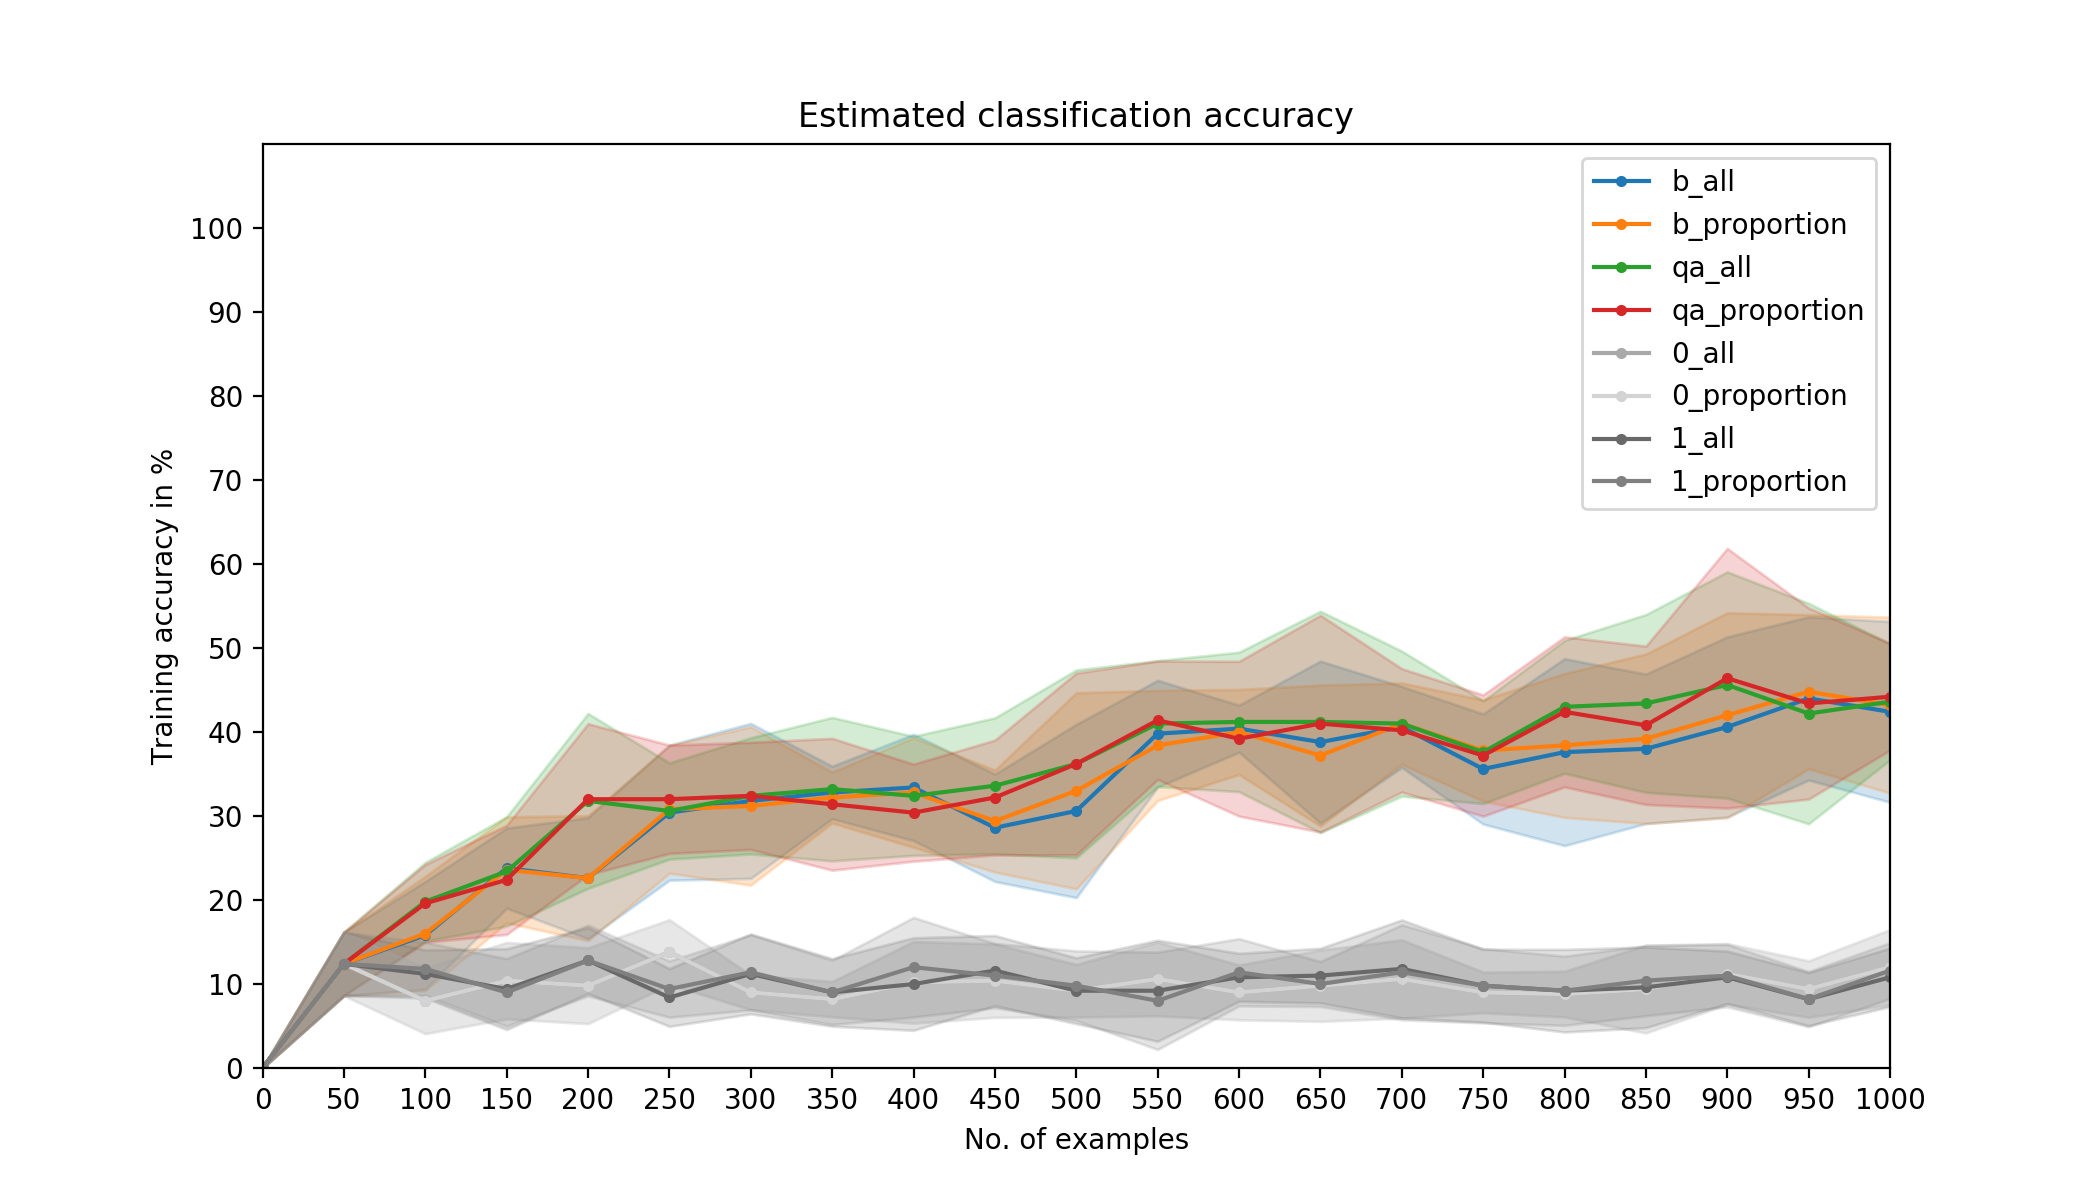 Estimated classification accuracy
b_all
b_proportion
qa_all
qa_proportion
0_all
0_proportion
1_all
1_proportion
Training accuracy in %
100
90
80
70
60
50
40
30
20
10
0
0 50 100 150 200 250 300 350 400 450 500 550 600 650 700 750 800 850 900 950 1000
No. of examples